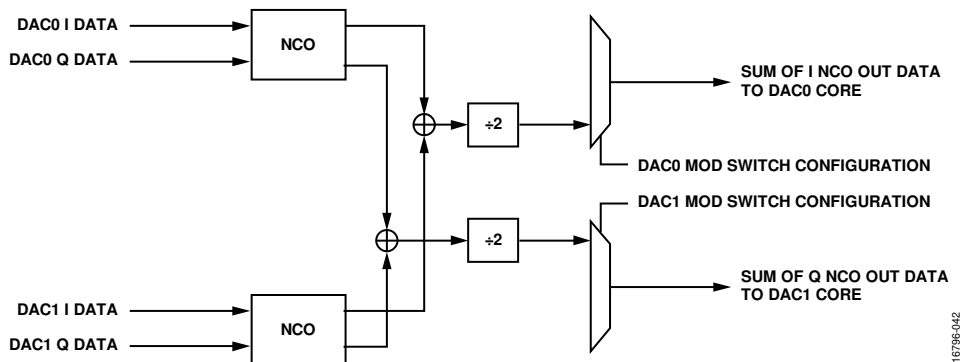 DAC0 I DATA
DAC0 Q DATA
NCO
÷2
SUM OF I NCO OUT DATA
TO DAC0 CORE
DAC0 MOD SWITCH CONFIGURATION
DAC1 MOD SWITCH CONFIGURATION
÷2
SUM OF Q NCO OUT DATA
TO DAC1 CORE
DAC1 I DATA
DAC1 Q DATA
NCO
16796-042